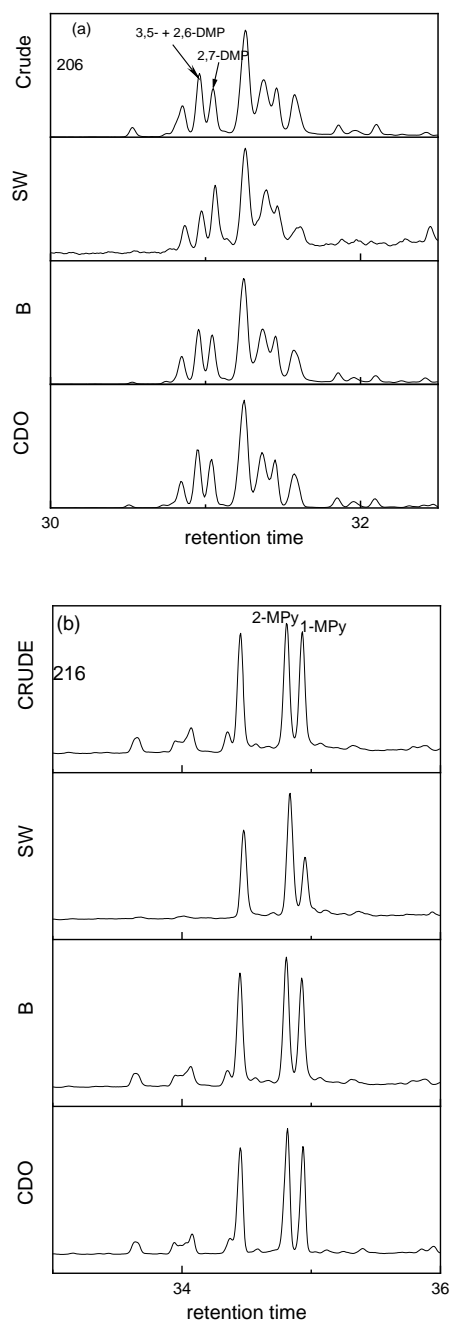 (a)
3,5- + 2,6-DMP
2,7-DMP
206
Crude
SW
B
CDO
30
32
retention time
(b)
2-MPy
1-MPy
216
CRUDE
SW
B
CDO
34
36
retention time